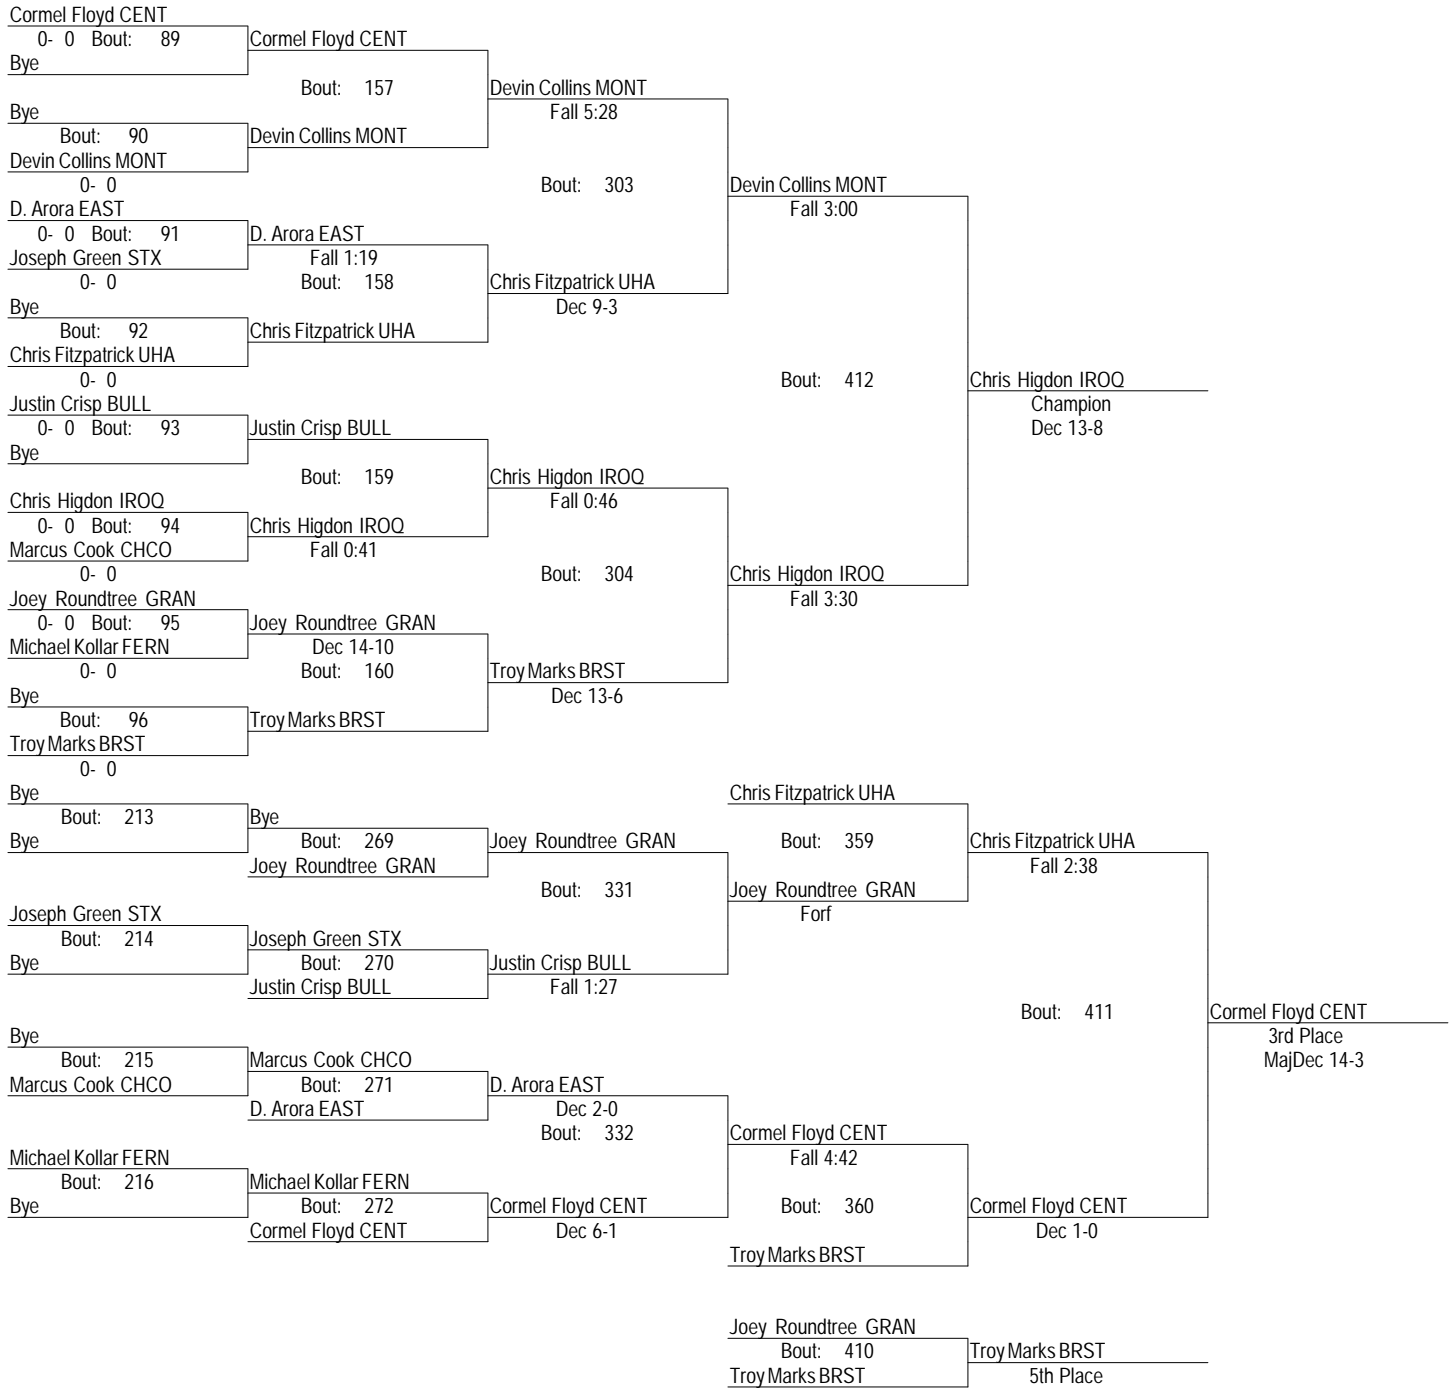 Cormel Floyd CENT
0- 0 Bout: 89
Bye
Cormel Floyd CENT
Bout: 157
Bye
Bout: 90
Devin Collins MONT
0- 0
Devin Collins MONT
Devin Collins MONT
Fall 5:28
Bout: 303
D. Arora EAST
0- 0 Bout: 91
Joseph Green STX
0- 0
D. Arora EAST
Fall 1:19
Bout: 158
Bye
Bout: 92
Chris Fitzpatrick UHA
0- 0
Chris Fitzpatrick UHA
Chris Fitzpatrick UHA
Dec 9-3
Devin Collins MONT
Fall 3:00
Bout: 412
Justin Crisp BULL
0- 0 Bout: 93
Bye
Justin Crisp BULL
Bout: 159
Chris Higdon IROQ
0- 0 Bout: 94
Marcus Cook CHCO
0- 0
Chris Higdon IROQ
Fall 0:41
Chris Higdon IROQ
Fall 0:46
Bout: 304
Joey Roundtree GRAN
0- 0 Bout: 95
Michael Kollar FERN
0- 0
Joey Roundtree GRAN
Dec 14-10
Bout: 160
Bye
Bout: 96
Troy Marks BRST
0- 0
Troy Marks BRST
Troy Marks BRST
Dec 13-6
Chris Higdon IROQ
Fall 3:30
Chris Higdon IROQ
Champion
Dec 13-8
Bye
Bout: 213
Bye
Bye
Bout: 269
Joey Roundtree GRAN
Joey Roundtree GRAN
Bout: 331
Joseph Green STX
Bout: 214
Bye
Joseph Green STX
Bout: 270
Justin Crisp BULL
Justin Crisp BULL
Fall 1:27
Chris Fitzpatrick UHA
Bout: 359
Joey Roundtree GRAN
Forf
Chris Fitzpatrick UHA
Fall 2:38
Bout: 411
Bye
Bout: 215
Marcus Cook CHCO
Marcus Cook CHCO
Bout: 271
D. Arora EAST
D. Arora EAST
Dec 2-0
Bout: 332
Michael Kollar FERN
Bout: 216
Bye
Michael Kollar FERN
Bout: 272
Cormel Floyd CENT
Cormel Floyd CENT
Dec 6-1
Cormel Floyd CENT
Fall 4:42
Bout: 360
Troy Marks BRST
Cormel Floyd CENT
Dec 1-0
Cormel Floyd CENT
3rd Place
MajDec 14-3
Joey Roundtree GRAN
Bout: 410
Troy Marks BRST
Troy Marks BRST
5th Place